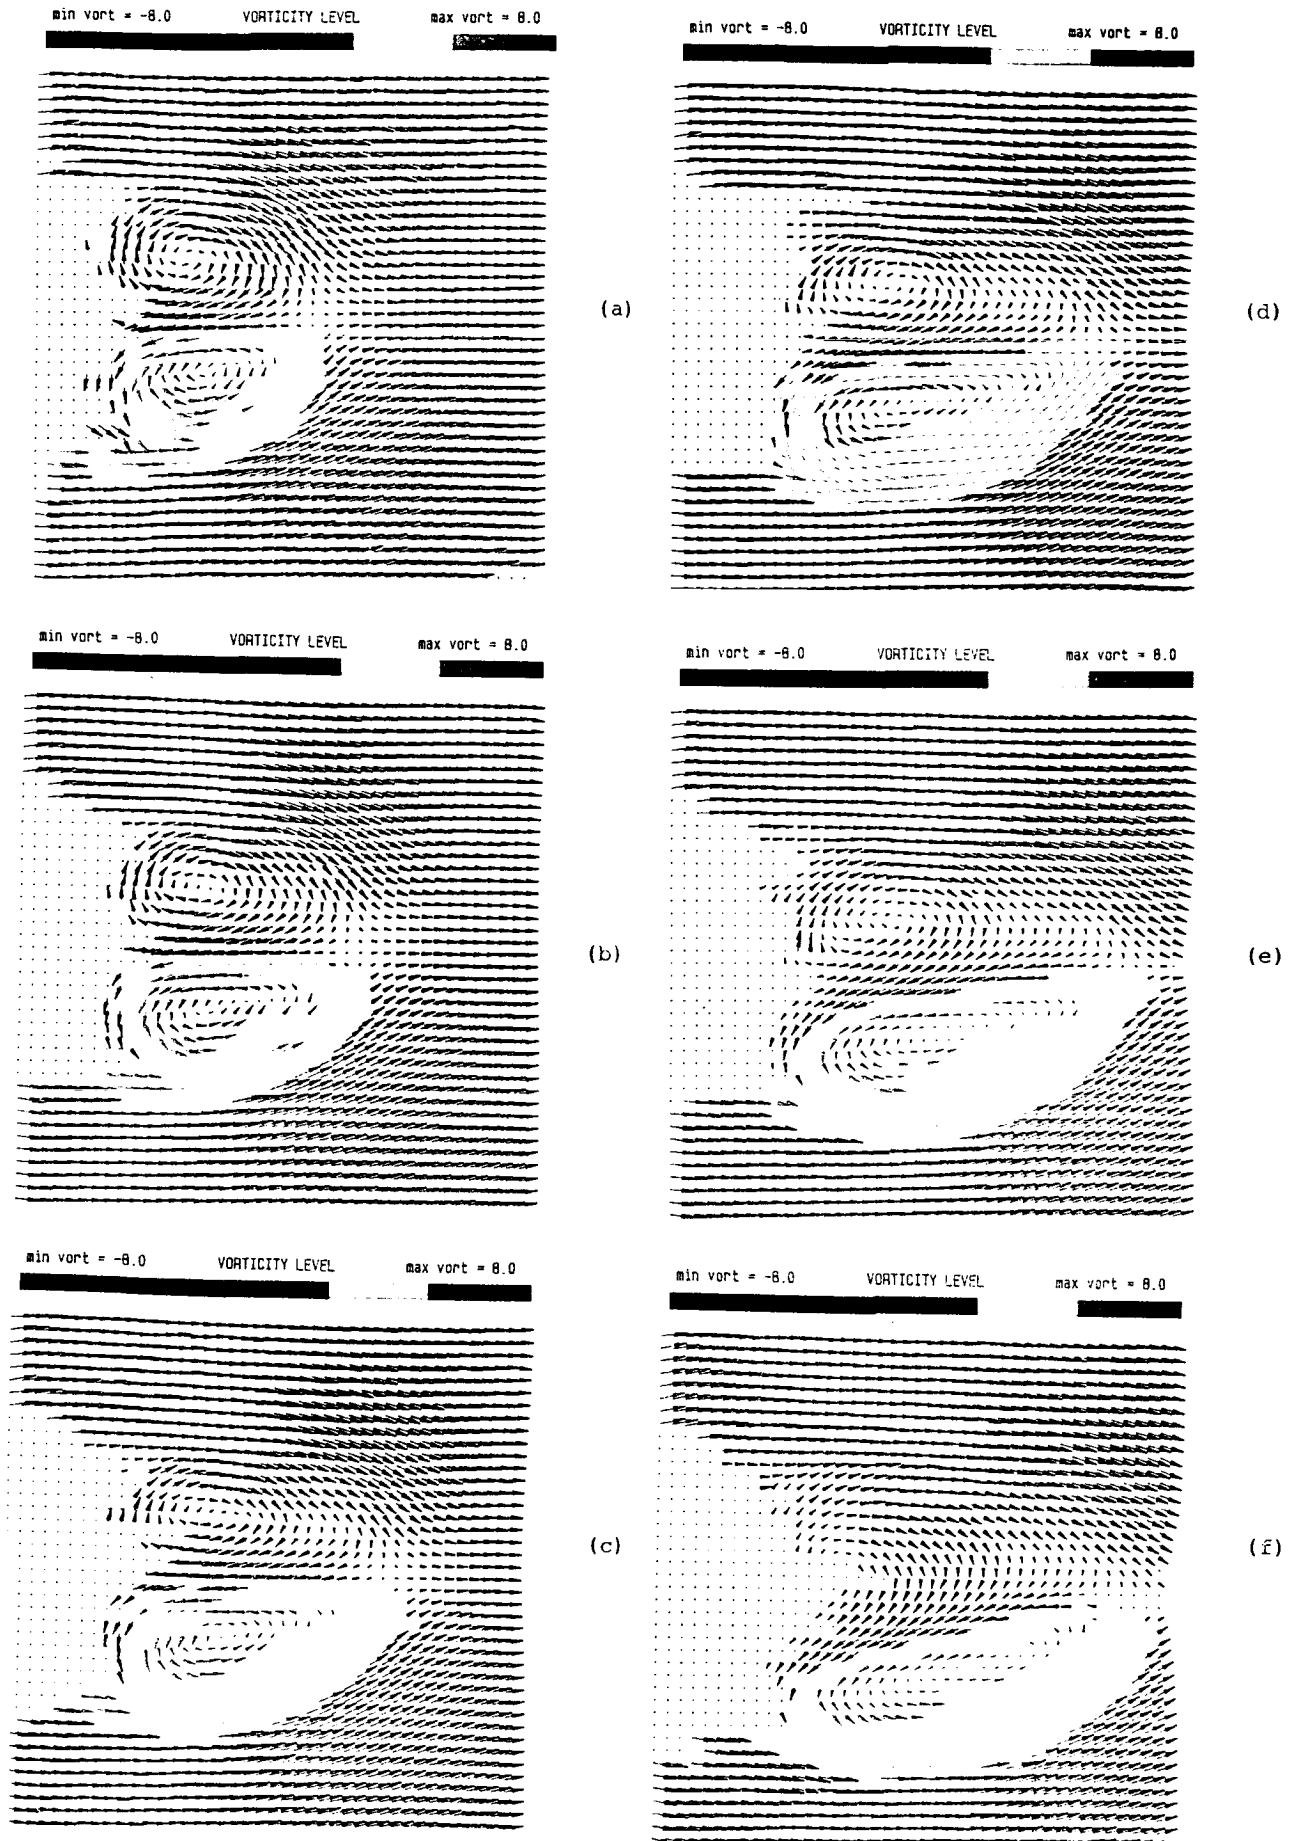 min vort = -8.0 VORTICITY LEVEL max vort = 8.0
(a)
min vort = -8.0 VORTICITY LEVEL max vort = 8.0
(b)
min vort = -8.0 VORTICITY LEVEL max vort = 8.0
(c)
min vort = -8.0 VORTICITY LEVEL max vort = 8.0
(d)
min vort = -8.0 VORTICITY LEVEL max vort = 8.0
(e)
min vort = -8.0 VORTICITY LEVEL max vort = 8.0
(f)